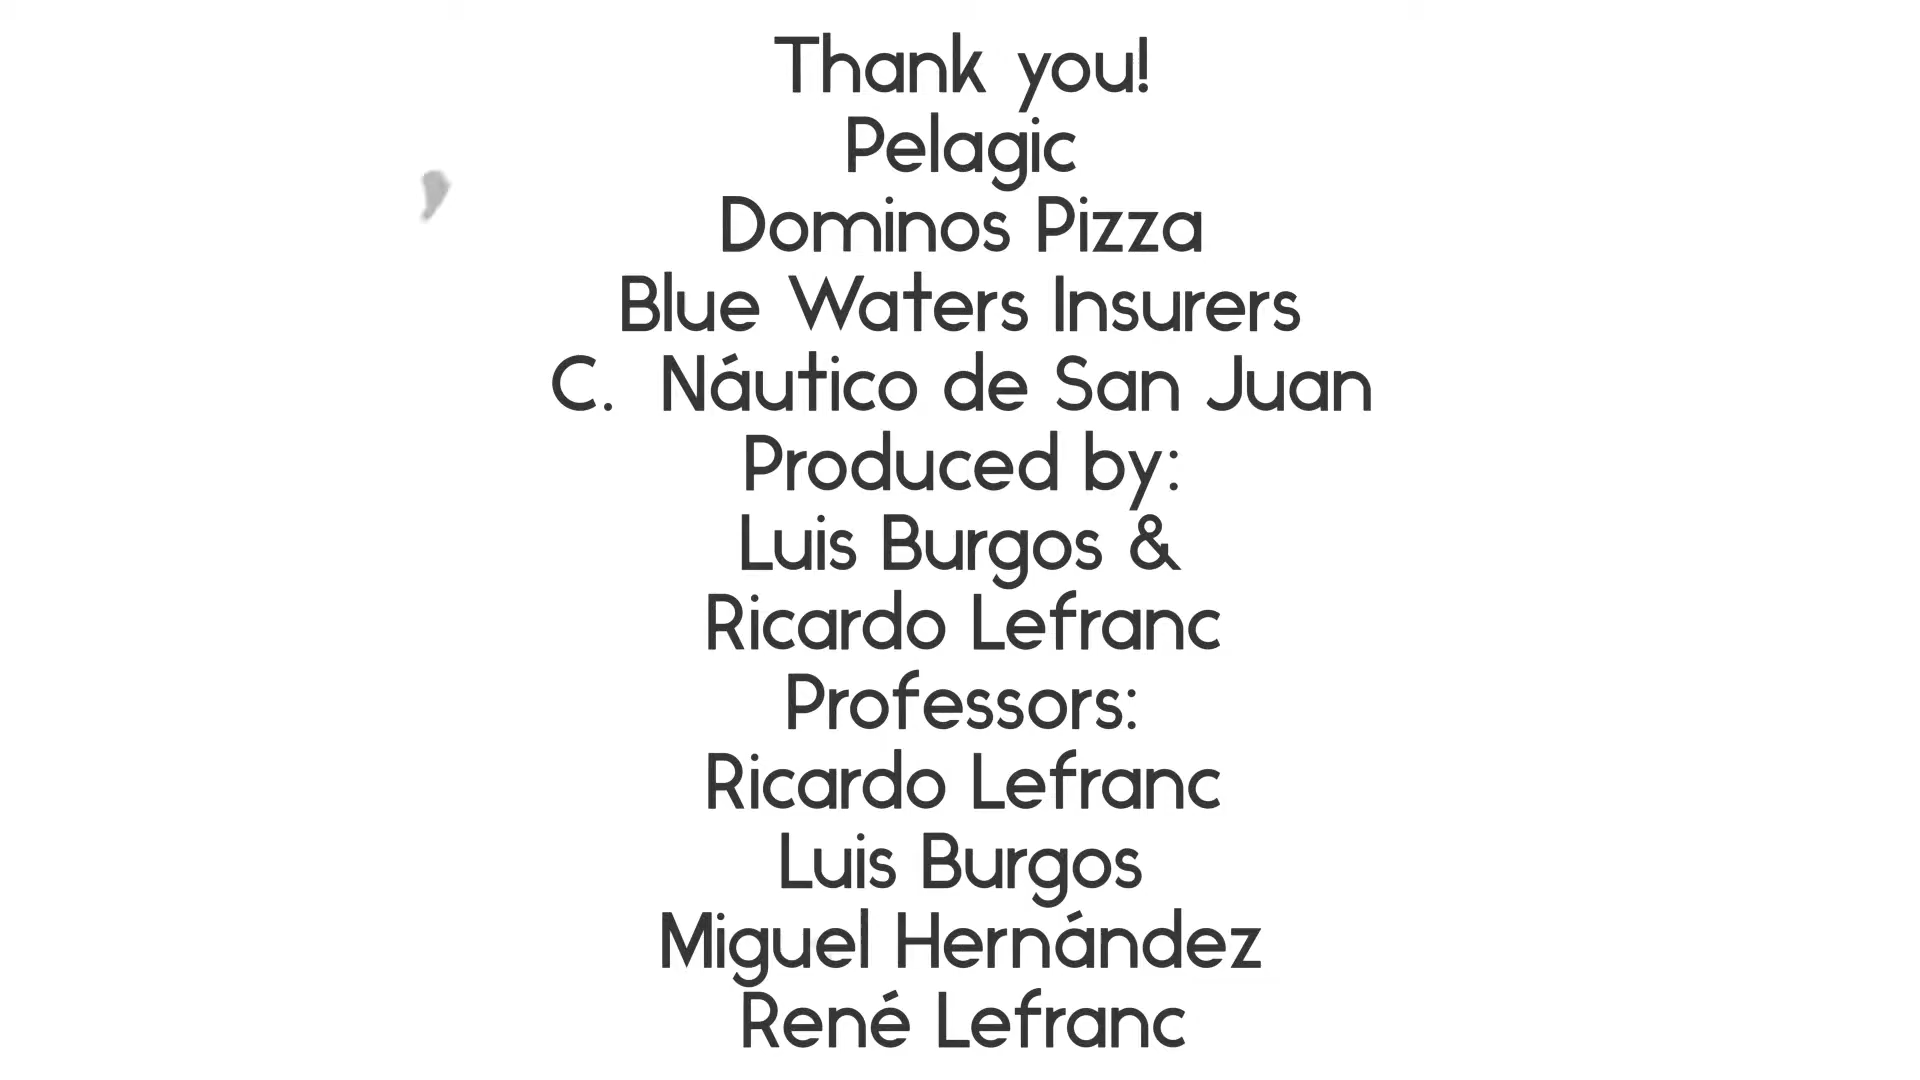 Thank you!
Pelagic
Dominos Pizza
Blue Waters Insurers
C. Náutico de San Juan
Produced by:
Luis Burgos &
Ricardo Lefranc
Professors:
Ricardo Lefranc
Luis Burgos
Miguel Hernández
René Lefranc